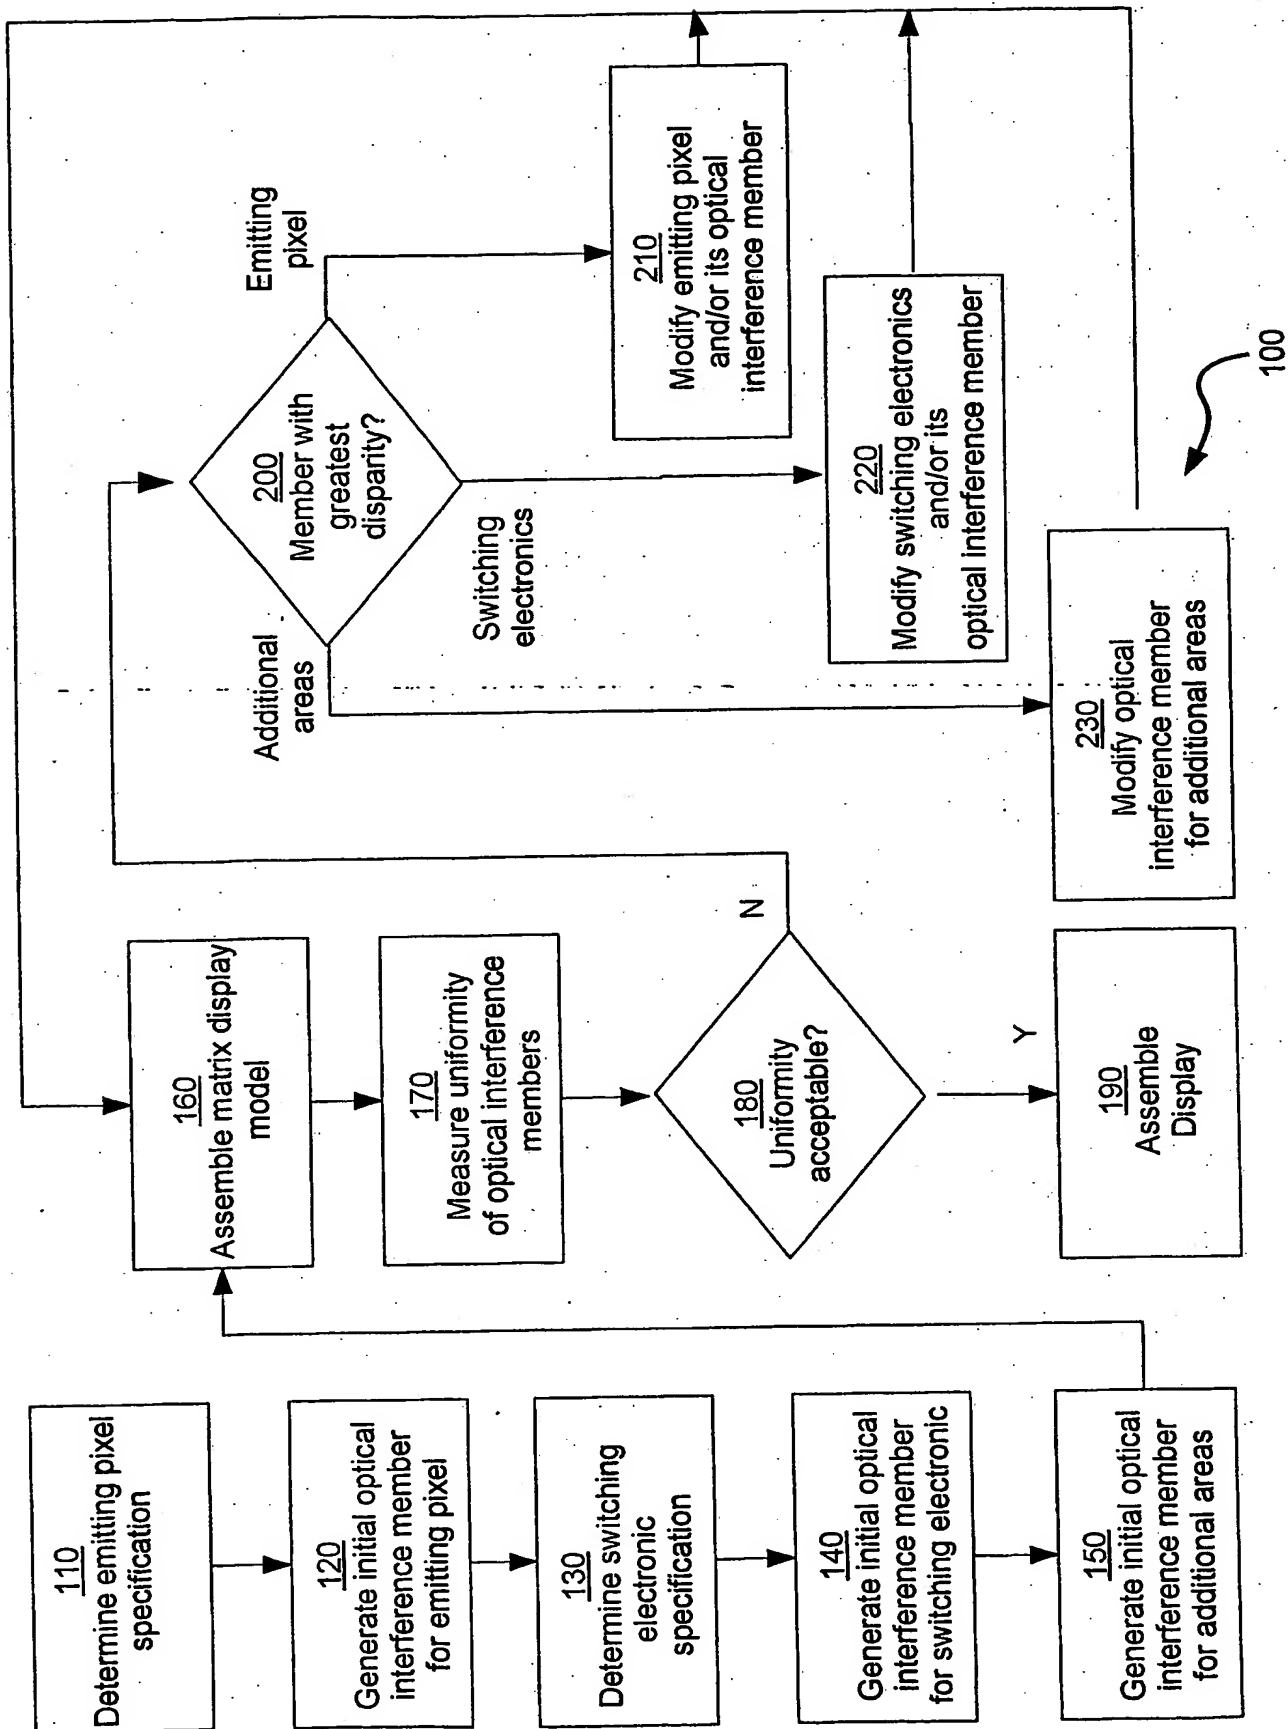 110
Determine emitting pixel
specification
120
Generate initial optical
interference member
for emitting pixel
130
Determine switching
electronic
specification
140
Generate initial optical
interference member
for switching electronic
150
Generate initial optical
interference member
for additional areas
160
Assemble matrix display
model
170
Measure uniformity
of optical interference
members
180
Uniformity
acceptable?
N
Y
190
Assemble
Display
200
Member with
greatest
disparity?
Additional
areas
Switching
electronics
Emitting
pixel
210
Modify emitting pixel
and/or its optical
interference member
220
Modify switching electronics
and/or its
optical interference member
230
Modify optical
interference member
for additional areas
100